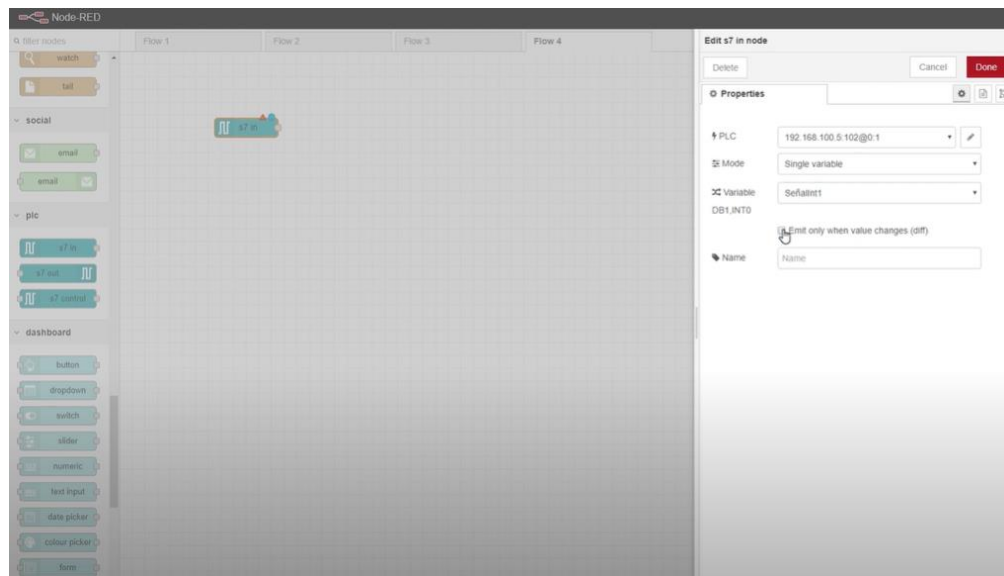 Node-RED
filter nodes
Flow 1
Flow 2
Flow 3
Flow 4
watch
tail
social
email
email
plc
s7 in
s7 out
s7 control
dashboard
button
dropdown
switch
slider
numeric
text input
date picker
colour picker
form
s7 in
Edit s7 in node
Delete
Cancel
Done
Properties
PLC
192.168.100.5:102@0:1
Mode
Single variable
Variable
SeñalInt1
DB1,INT0
Emit only when value changes (diff)
Name
Name